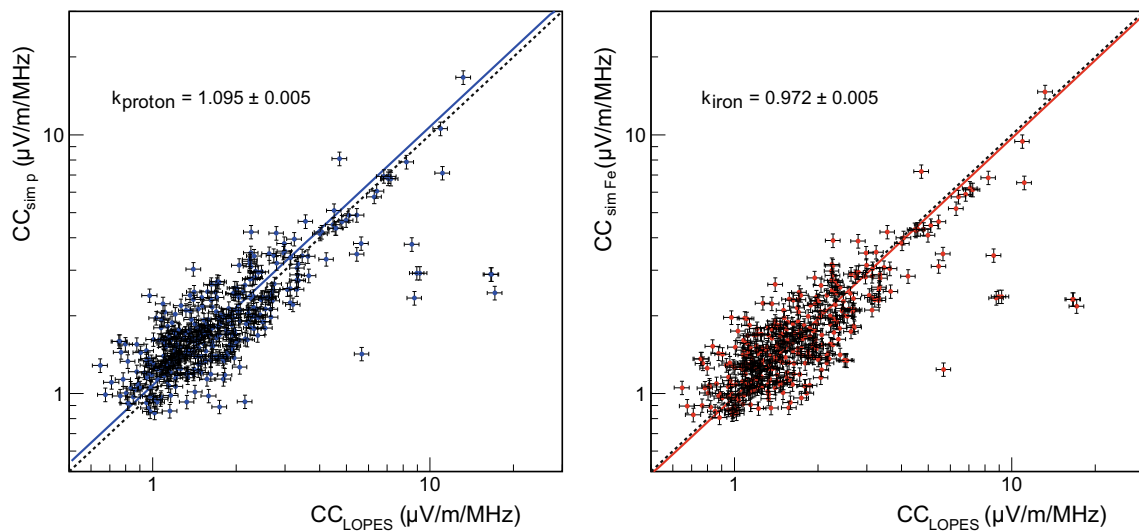 CC_sim p (μV/m/MHz)
k_proton = 1.095 ± 0.005
10
1
1
10
CC_LOPES (μV/m/MHz)
CC_sim Fe (μV/m/MHz)
k_iron = 0.972 ± 0.005
10
1
1
10
CC_LOPES (μV/m/MHz)